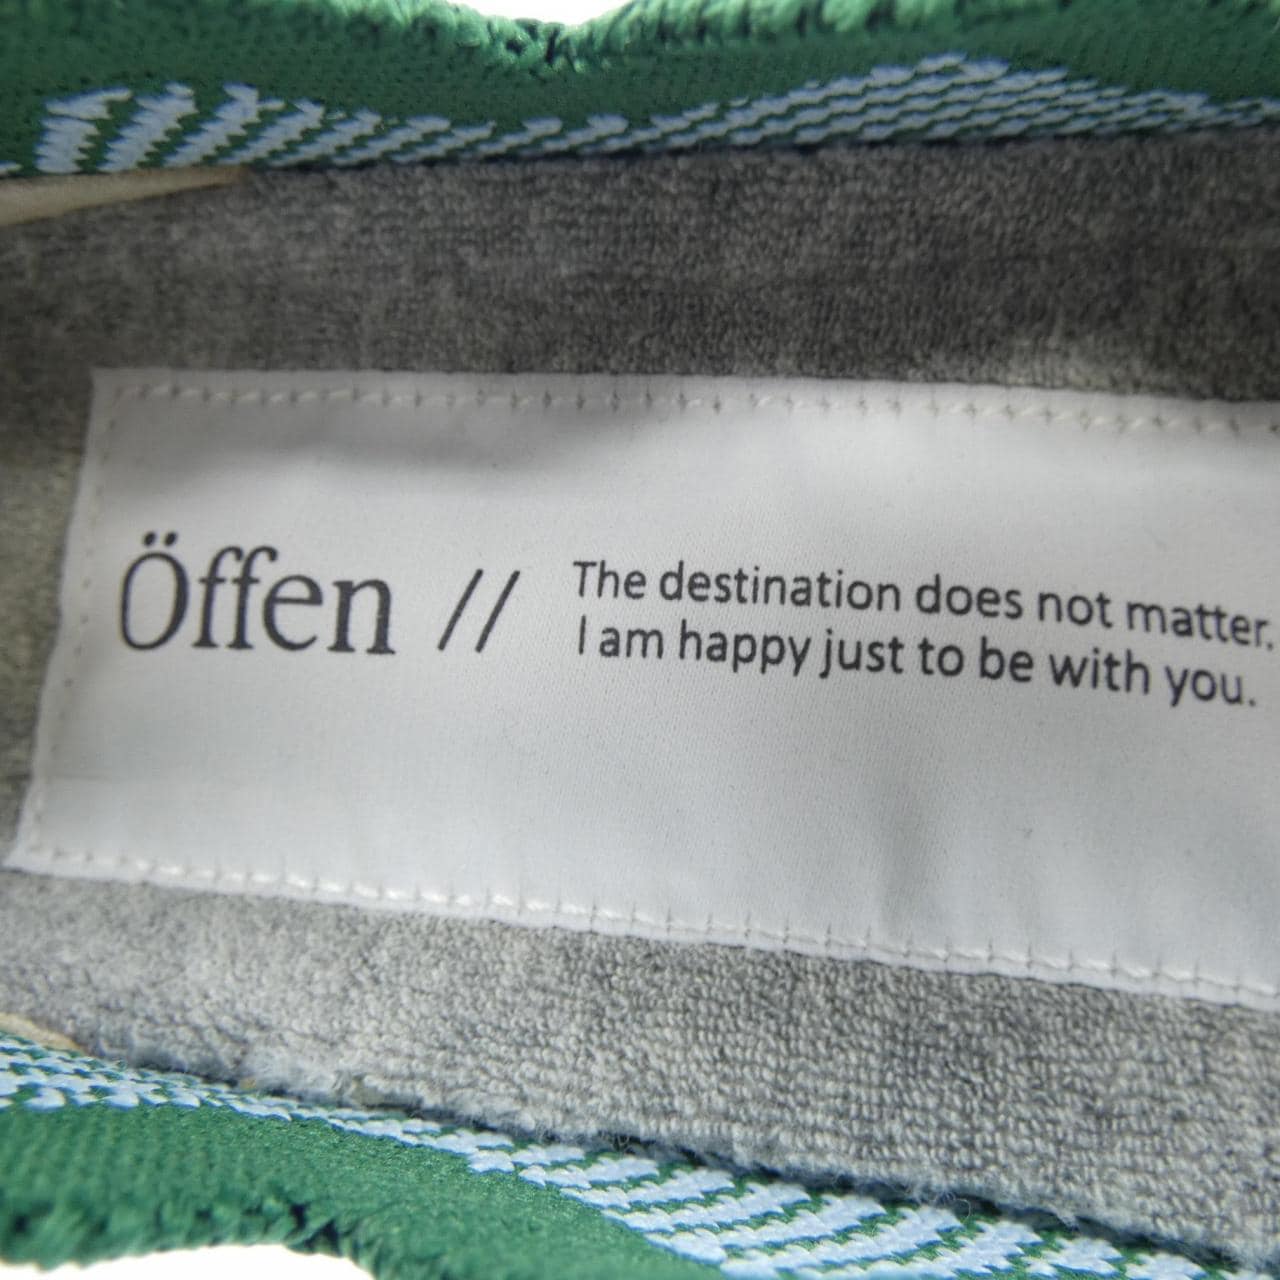 Öffen //
The destination does not matter.
I am happy just to be with you.